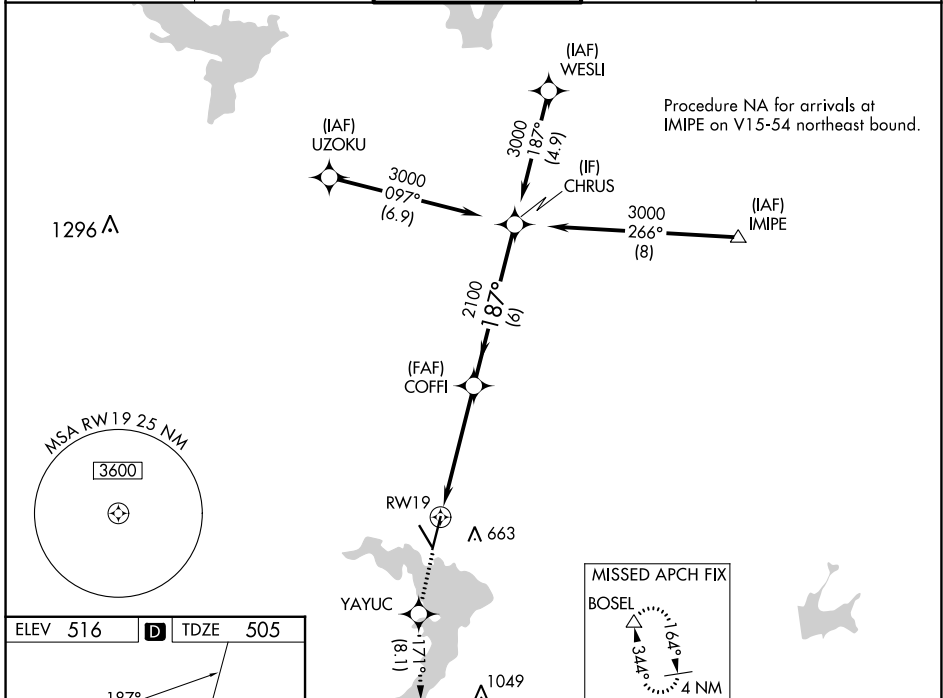 (IAF)
WESLI
Procedure NA for arrivals at
IMIPE on V15-54 northeast bound.
(IAF)
UZOKU
3000
187°
(4.9)
(IF)
CHRUS
3000
097°
(6.9)
(IAF)
IMIPE
3000
266°
(8)
1296
2100
187°
(6)
(FAF)
COFFI
MSA RW19 25 NM
3600
RW19
663
MISSED APCH FIX
BOSEL
164°
344°
4 NM
YAYUC
171°
(8.1)
1049
ELEV 516 D TDZE 505
187°